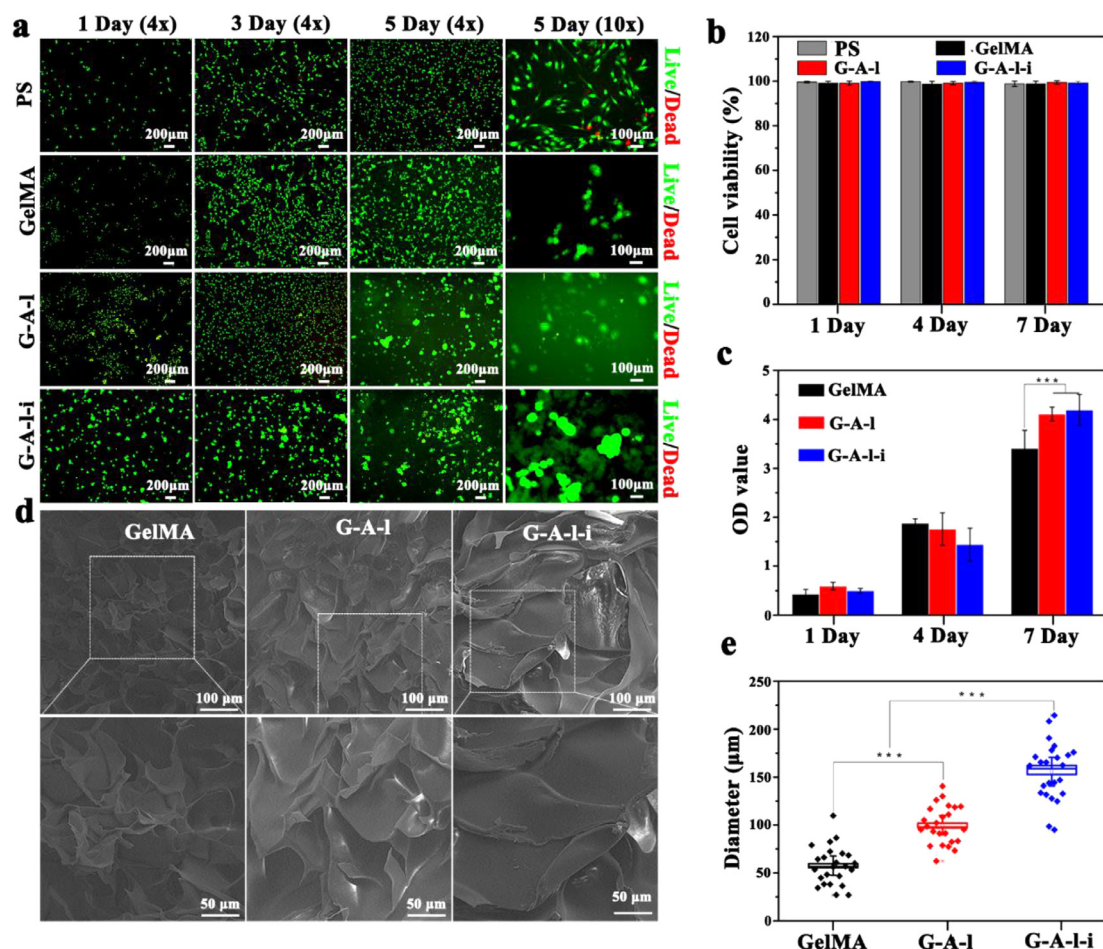 a
1 Day (4x) 3 Day (4x) 5 Day (4x) 5 Day (10x)
PS
200μm 200μm 200μm 100μm
Live/Dead
GelMA
200μm 200μm 200μm 100μm
Live/Dead
G-A-l
200μm 200μm 200μm 100μm
Live/Dead
G-A-l-i
200μm 200μm 200μm 100μm
Live/Dead
b
PS GelMA
G-A-l G-A-l-i
Cell viability (%)
120
100
80
60
40
20
0
1 Day 4 Day 7 Day
c
GelMA
G-A-l
G-A-l-i
***
OD value
5
4
3
2
1
0
1 Day 4 Day 7 Day
d
GelMA G-A-l G-A-l-i
100 μm 100 μm 100 μm
50 μm 50 μm 50 μm
e
***
***
Diameter (μm)
250
200
150
100
50
0
GelMA G-A-l G-A-l-i